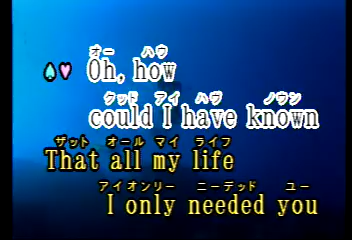 オー ハウ
♠♥ Oh, how
クッド アイ ハヴ ノウン
could I have known
ザット オール マイ ライフ
That all my life
アイ オンリー ニーデッド ユー
I only needed you